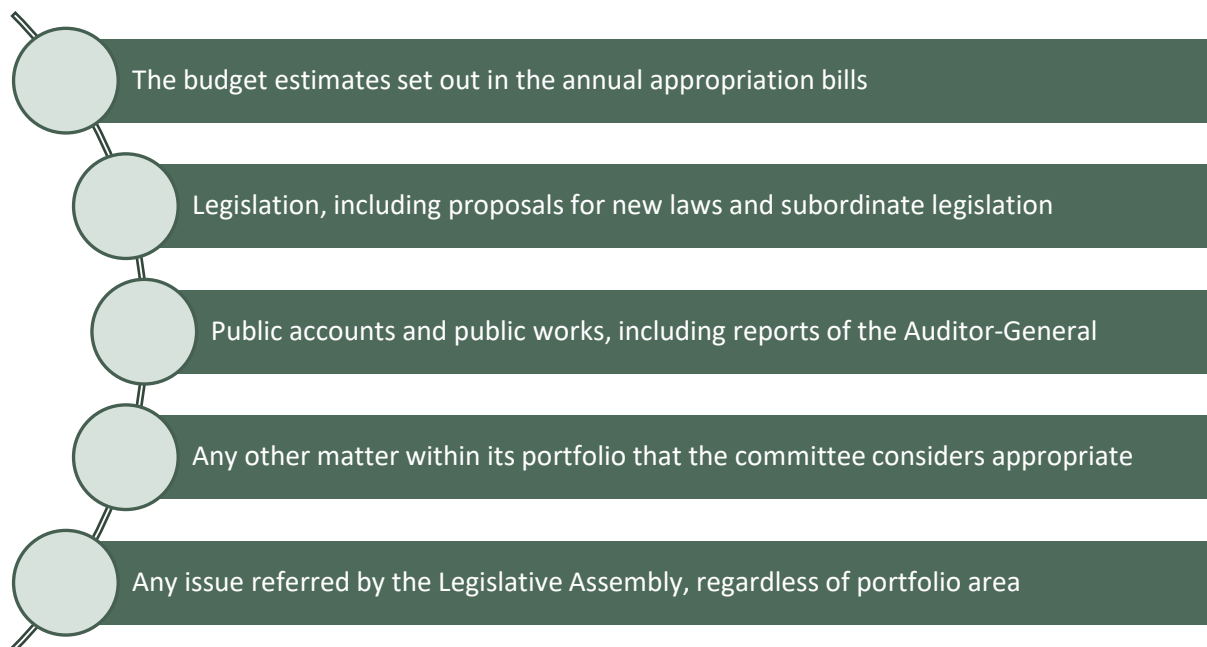 The budget estimates set out in the annual appropriation bills
Legislation, including proposals for new laws and subordinate legislation
Public accounts and public works, including reports of the Auditor-General
Any other matter within its portfolio that the committee considers appropriate
Any issue referred by the Legislative Assembly, regardless of portfolio area